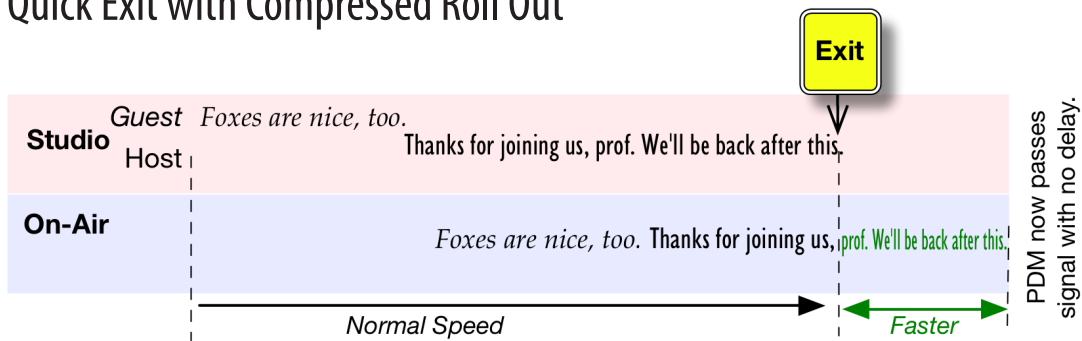 Quick Exit with Compressed Roll Out
Exit
Studio
Guest Foxes are nice, too.
Host Thanks for joining us, prof. We'll be back after this.
On-Air
Foxes are nice, too. Thanks for joining us, prof. We'll be back after this.
Normal Speed
Faster
PDM now passes
signal with no delay.